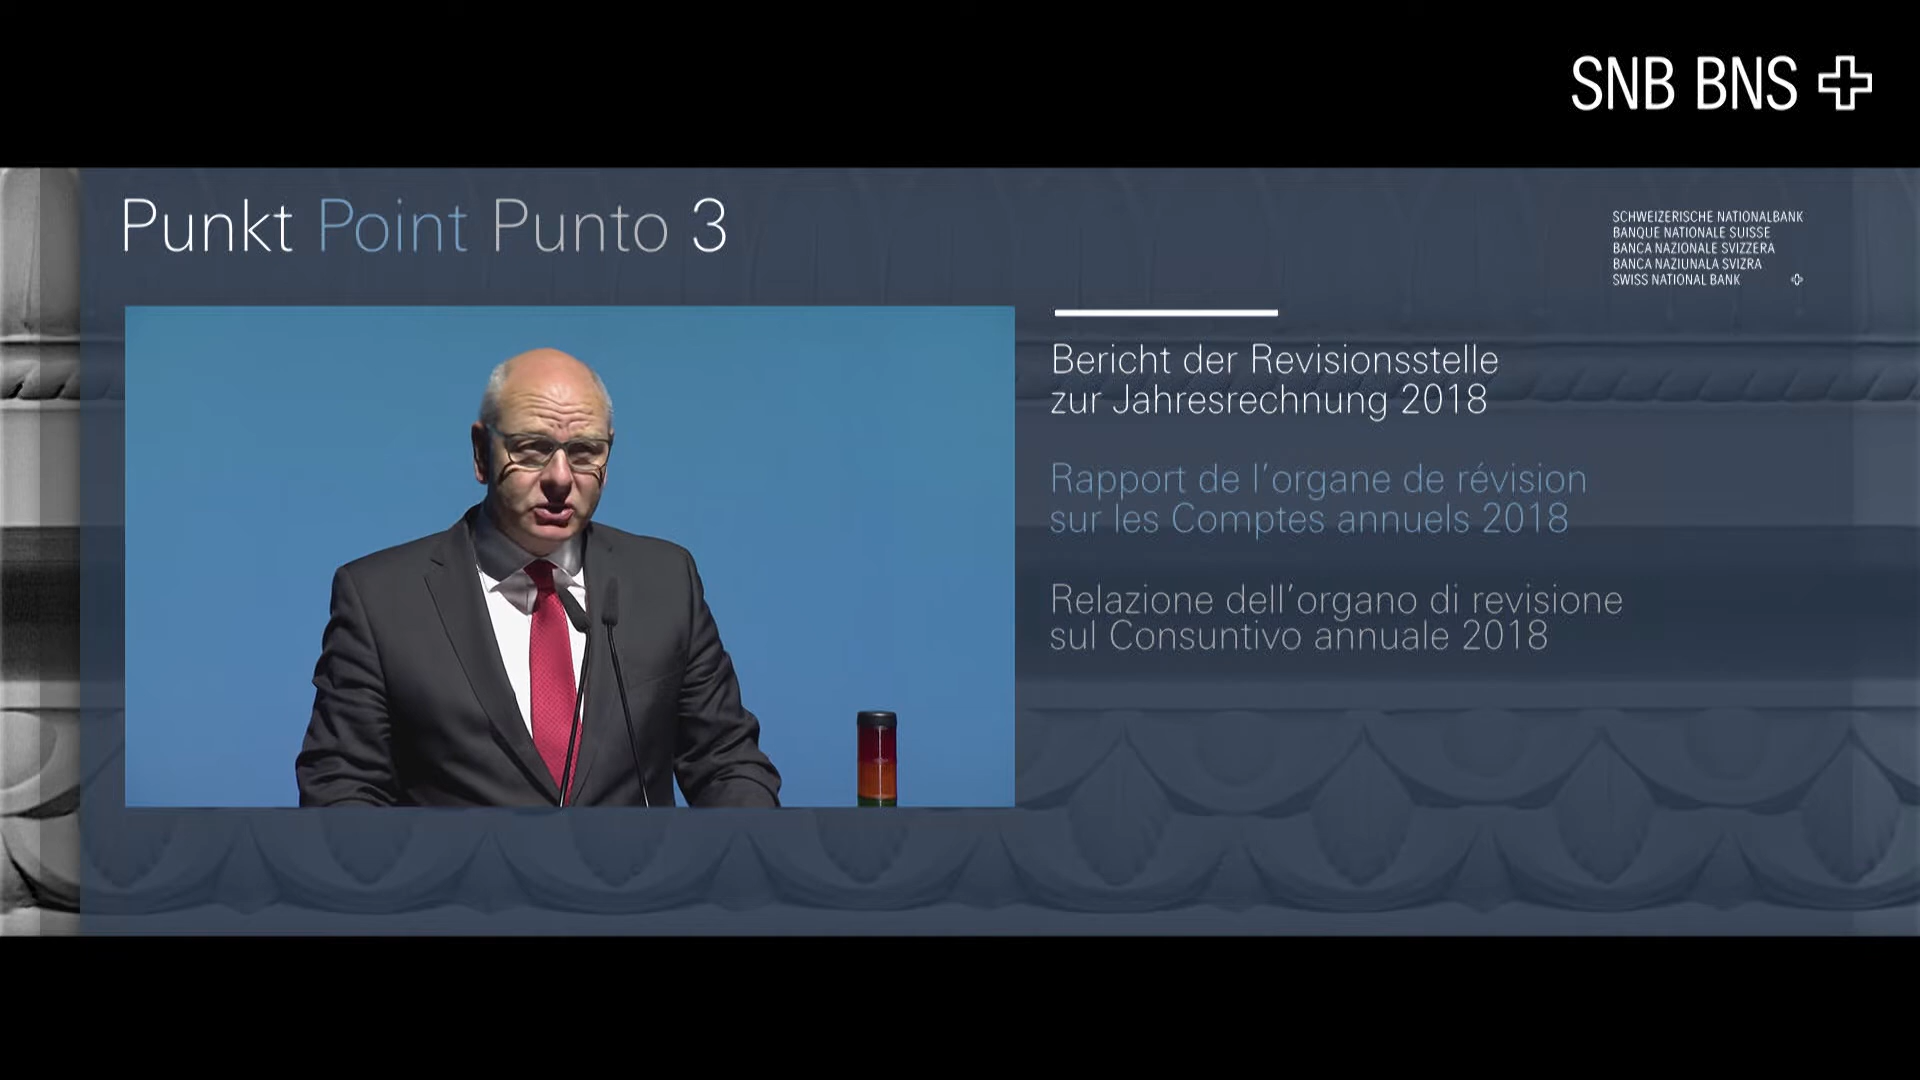 SNB BNS
Punkt Point Punto 3
SCHWEIZERISCHE NATIONALBANK
BANQUE NATIONALE SUISSE
BANCA NAZIONALE SVIZZERA
BANCA NAZIUNALA SVIZRA
SWISS NATIONAL BANK
Bericht der Revisionsstelle
zur Jahresrechnung 2018
Rapport de l'organe de révision
sur les Comptes annuels 2018
Relazione dell'organo di revisione
sul Consuntivo annuale 2018